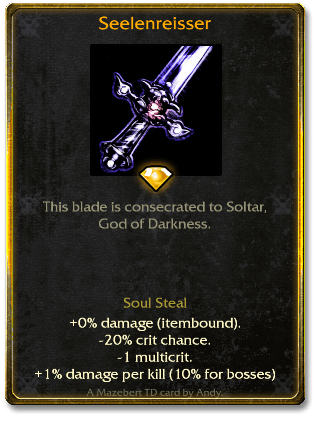 Seelenreisser
This blade is consecrated to Soltar,
God of Darkness.
Soul Steal
+0% damage (itembound).
-20% crit chance.
-1 multicrit.
+1% damage per kill (10% for bosses)
A Mazebert TD card by Andy.